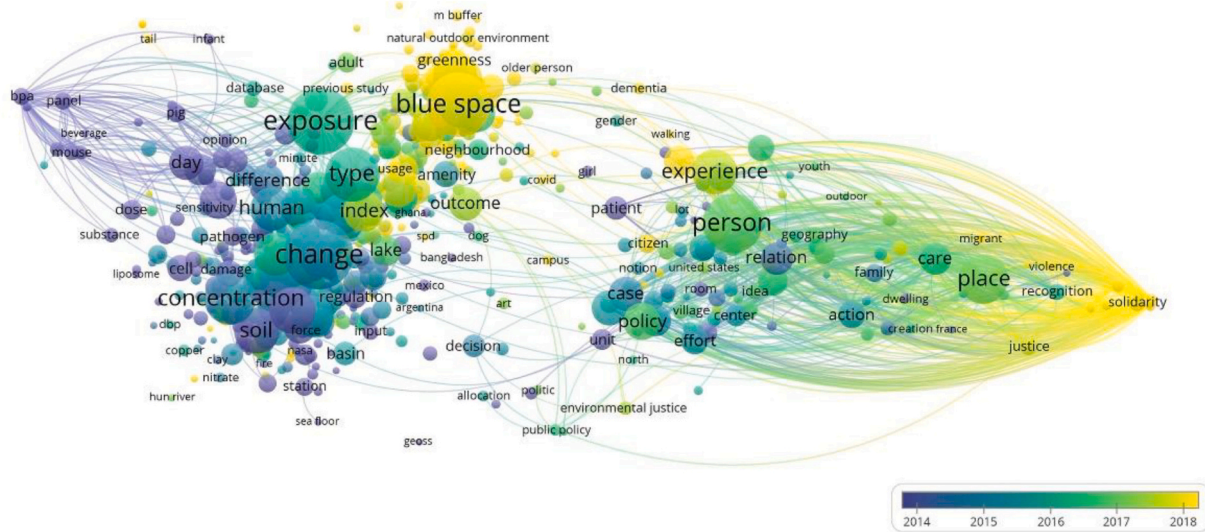 m buffer
tail
infant
natural outdoor environment
greenness
adult
older person
database
previous study
dementia
bpa
panel
blue space
pig
exposure
gender
beverage
opinion
walking
mouse
minute
neighbourhood
day
type
usage
amenity
covid
girl
experience
youth
difference
outdoor
sensitivity
human
index
ghana
outcome
patient
lot
dose
person
substance
pathogen
spd
dog
citizen
geography
migrant
change
lake
bangladesh
campus
notion
united states
relation
care
violence
liposome
cell
damage
family
place
mexico
room
idea
recognition
solidarity
concentration
regulation
argentina
art
case
village
center
dwelling
action
dbp
soil
force
input
policy
creation
france
copper
nasa
basin
decision
unit
effort
justice
clay
fire
north
nitrate
station
hun river
allocation
politic
environmental justice
sea floor
public policy
geoss
2014
2015
2016
2017
2018